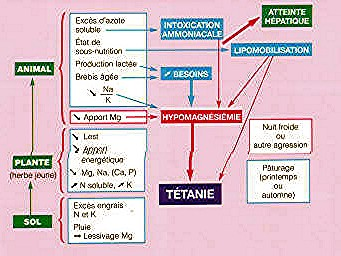 Excès d'azote
soluble
INTOXICATION
AMMONIACALE
ATTEINTE
HÉPATIQUE
État de
sous-nutrition
LIPOMOBILISATION
Production lactée
Brebis âgée
↗ BESOINS
↘ Na
K
ANIMAL
↘ Apport Mg
HYPOMAGNÉSIÉMIE
Nuit froide
ou
autre agression
↘ Lest
↘ Apport
énergétique
↘ Mg, Na, (Ca, P)
↗ N soluble, ↗ K
PLANTE
(herbe jeune)
TÉTANIE
Pâturage
(printemps
ou
automne)
SOL
Excès engrais
N et K
Pluie
⇒ Lessivage Mg